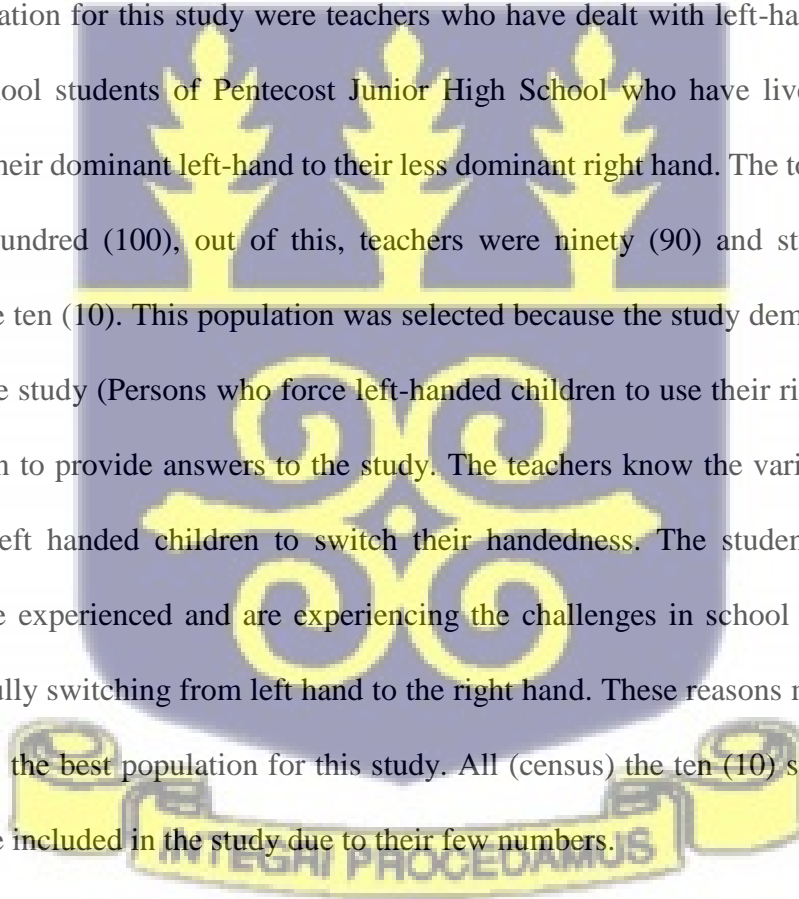 ation for this study were teachers who have dealt with left-ha
ool students of Pentecost Junior High School who have live
heir dominant left-hand to their less dominant right hand. The to
undred (100), out of this, teachers were ninety (90) and st
e ten (10). This population was selected because the study dem
e study (Persons who force left-handed children to use their ri
n to provide answers to the study. The teachers know the vari
eft handed children to switch their handedness. The studen
e experienced and are experiencing the challenges in school
ully switching from left hand to the right hand. These reasons r
the best population for this study. All (census) the ten (10) s
e included in the study due to their few numbers.
INTEGRI PROCEDAMUS